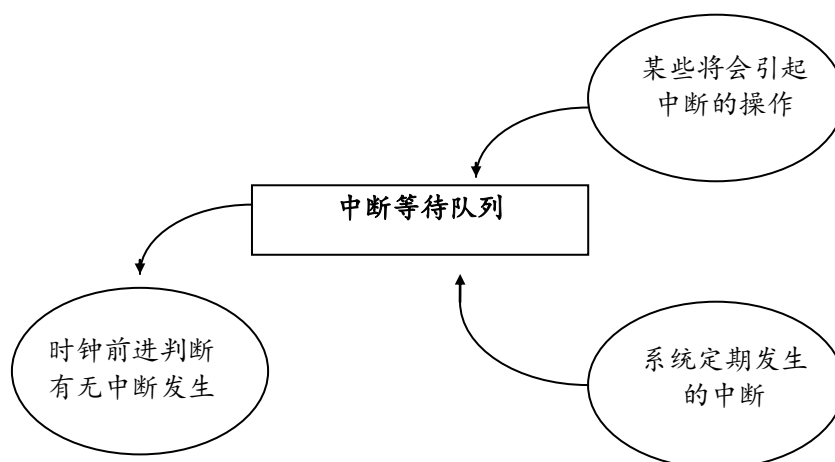 某些将会引起
中断的操作
中断等待队列
时钟前进判断
有无中断发生
系统定期发生
的中断